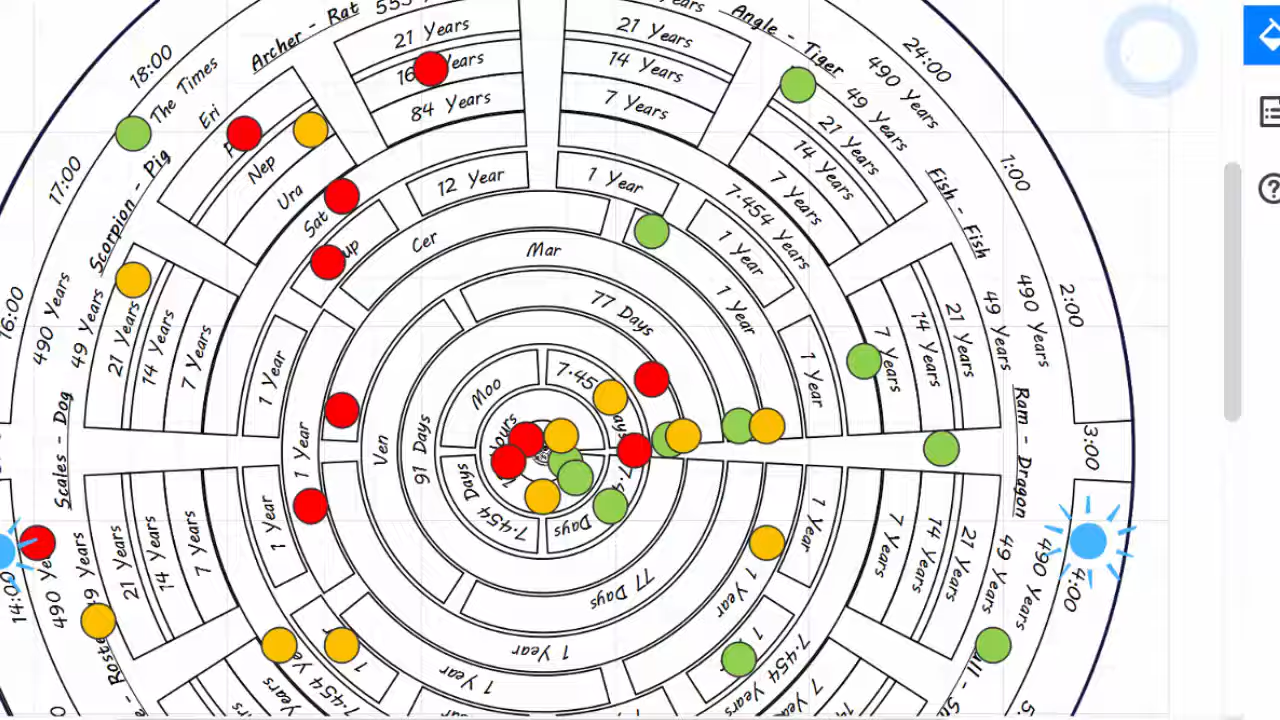 18:00
The Times
17:00
16:00
14:00
Archer - Rat
Eri
Nep
Ura
Sat
Scorpion - Pig
490 Years
49 Years
21 Years
14 Years
7 Years
Scales - Dog
21 Years
Years
84 Years
12 Year
Cer
Mar
21 Years
14 Years
7 Years
1 Year
Angle - Tiger
24:00
490 Years
49 Years
21 Years
14 Years
7 Years
7.454 Years
1 Year
1 Year
1:00
Fish - Fish
2:00
490 Years
49 Years
21 Years
14 Years
7 Years
1 Year
Ram - Dragon
3:00
77 Days
Moo
Ven
91 Days
1 Year
1 Year
7.454 Days
Days
77 Days
1 Year
1 Year
1 Year
21 Years
14 Years
7 Years
1 Year
1 Year
7 Years
14 Years
21 Years
49 Years
490 Years
4:00
1 Year
7.454 Years
7 Years